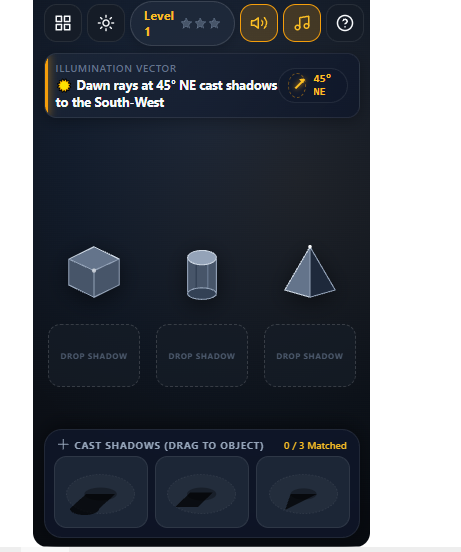 Level
1
ILLUMINATION VECTOR
Dawn rays at 45° NE cast shadows
to the South-West
45°
NE
DROP SHADOW
DROP SHADOW
DROP SHADOW
CAST SHADOWS (DRAG TO OBJECT)
0 / 3 Matched